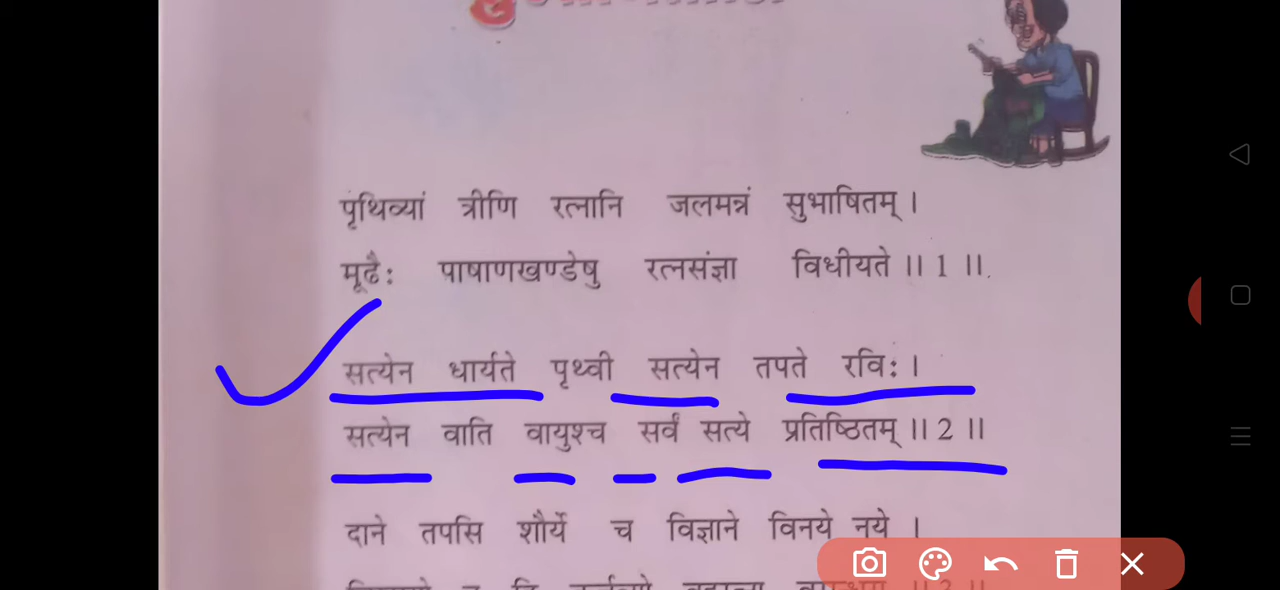 पृथिव्यां त्रीणि रत्नानि जलमन्नं सुभाषितम् ।
मूढैः पाषाणखण्डेषु रत्नसंज्ञा विधीयते ॥ 1 ॥
सत्येन धार्यते पृथ्वी सत्येन तपते रविः ।
सत्येन वाति वायुश्च सर्वं सत्ये प्रतिष्ठितम् ॥ 2 ॥
दाने तपसि शौर्ये च विज्ञाने विनये नये ।